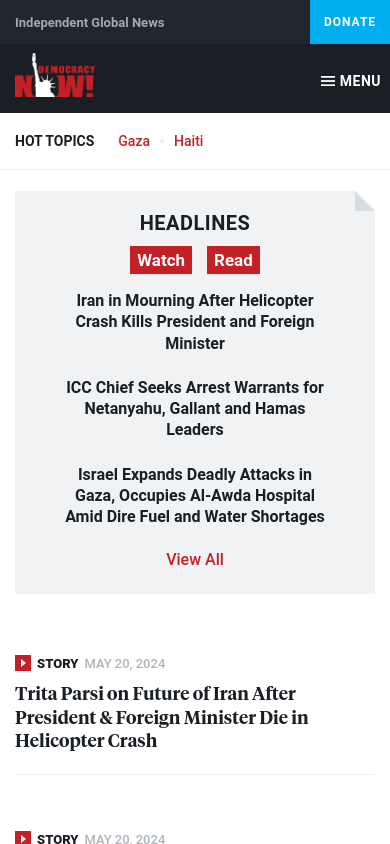 Independent Global News
DONATE
DEMOCRACY
NOW!
MENU
HOT TOPICS
Gaza
Haiti
HEADLINES
Watch
Read
Iran in Mourning After Helicopter
Crash Kills President and Foreign
Minister
ICC Chief Seeks Arrest Warrants for
Netanyahu, Gallant and Hamas
Leaders
Israel Expands Deadly Attacks in
Gaza, Occupies Al-Awda Hospital
Amid Dire Fuel and Water Shortages
View All
STORY MAY 20, 2024
Trita Parsi on Future of Iran After
President & Foreign Minister Die in
Helicopter Crash
STORY MAY 20, 2024